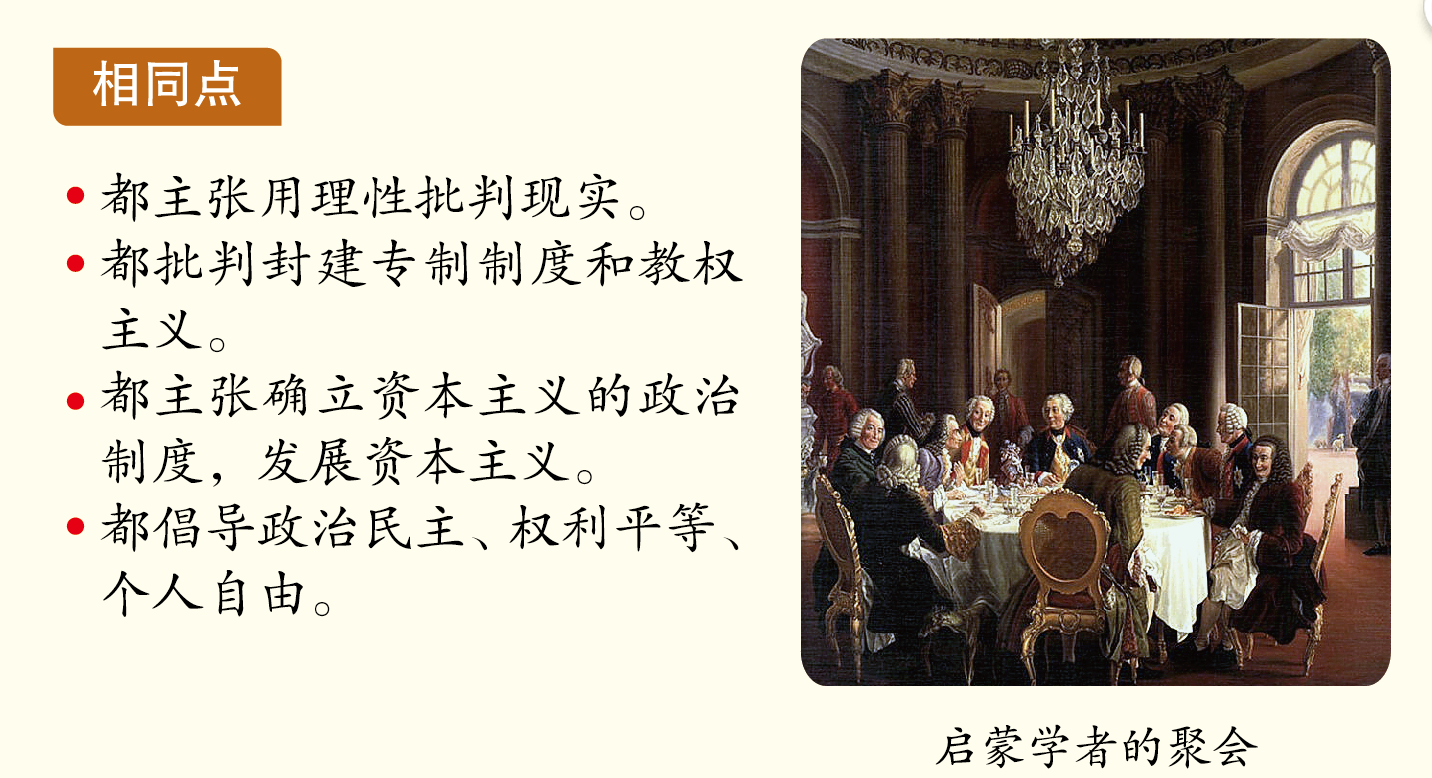 相同点
都主张用理性批判现实。
都批判封建专制制度和教权
主义。
都主张确立资本主义的政治
制度，发展资本主义。
都倡导政治民主、权利平等、
个人自由。
启蒙学者的聚会